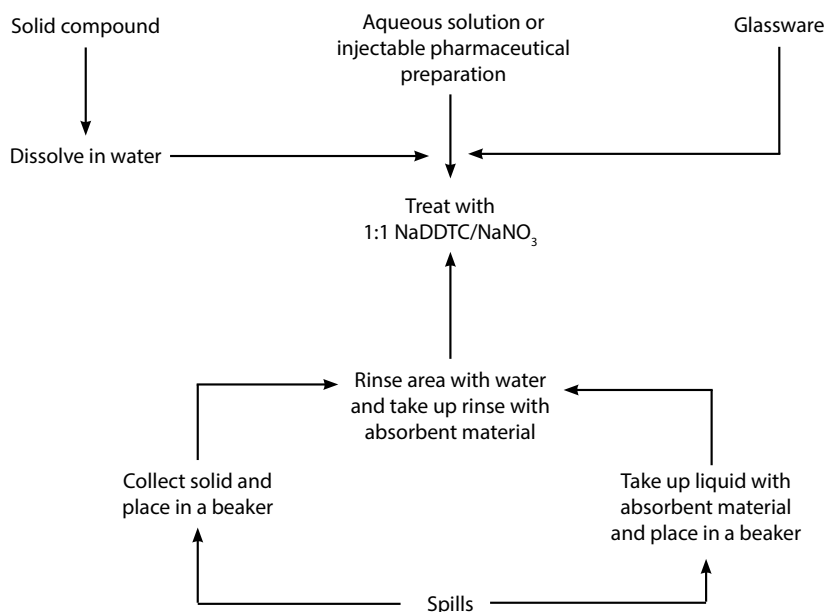 Solid compound
Aqueous solution or
injectable pharmaceutical
preparation
Glassware
Dissolve in water
Treat with
1:1 NaDDTC/NaNO₃
Rinse area with water
and take up rinse with
absorbent material
Collect solid and
place in a beaker
Take up liquid with
absorbent material
and place in a beaker
Spills